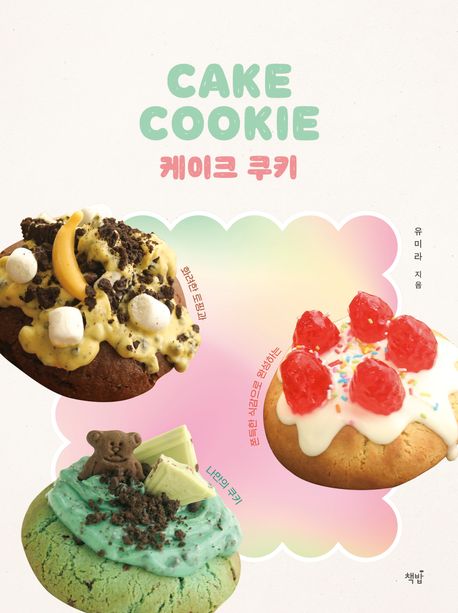 CAKE
COOKIE
케이크 쿠키
유미라 지음
화려한 토핑과
쫀득한 식감으로 완성하는
나만의 쿠키
책밥